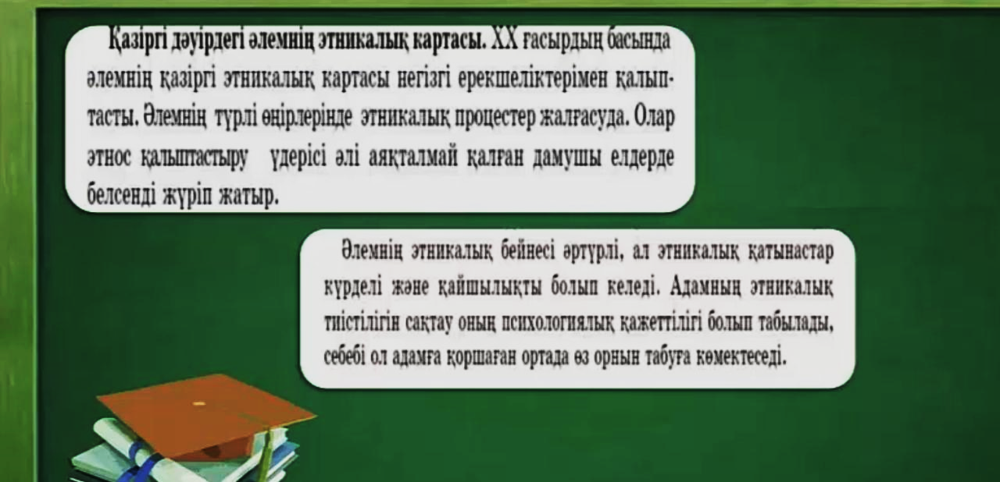 Қазіргі дәуірдегі әлемнің этникалық картасы. XX ғасырдың басында
әлемнің қазіргі этникалық картасы негізгі ерекшеліктерімен қалып-
тасты. Әлемнің түрлі өңірлерінде этникалық процестер жалғасуда. Олар
этнос қалыптастыру үдерісі әлі аяқталмай қалған дамушы елдерде
белсенді жүріп жатыр.
Әлемнің этникалық бейнесі әртүрлі, ал этникалық қатынастар
күрделі және қайшылықты болып келеді. Адамның этникалық
тиістілігін сақтау оның психологиялық қажеттілігі болып табылады,
себебі ол адамға қоршаған ортада өз орнын табуға көмектеседі.